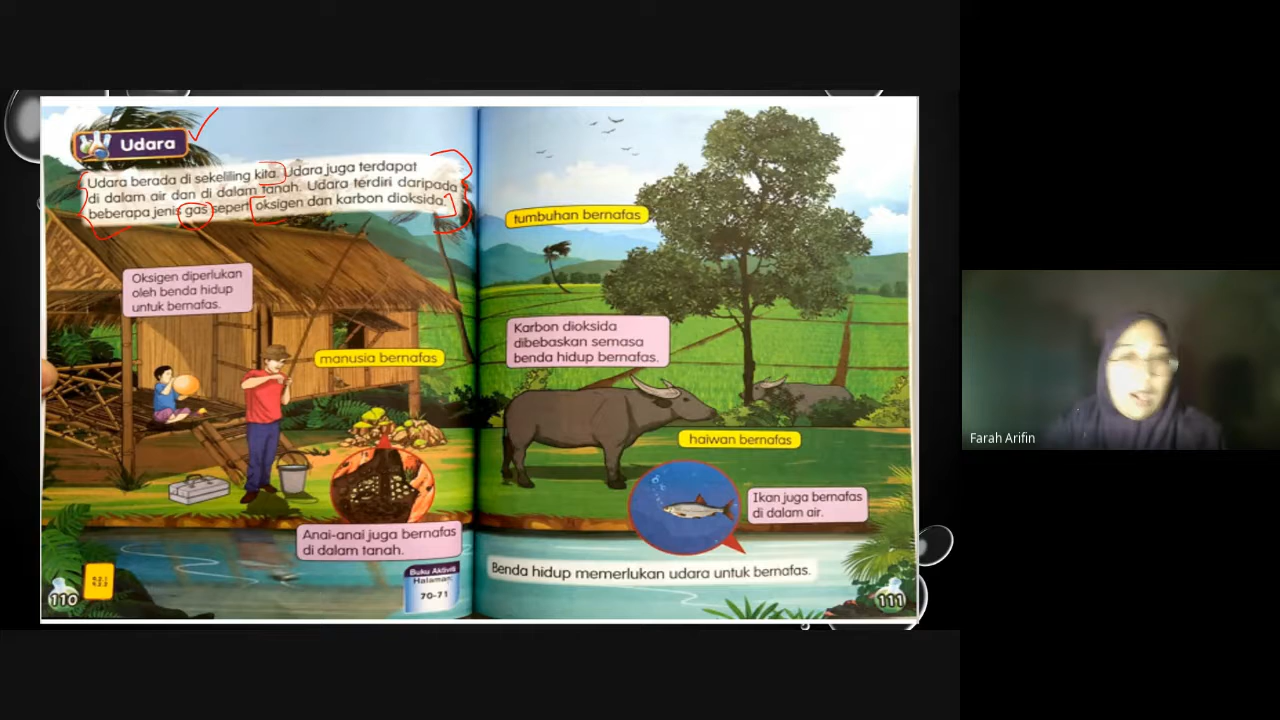 Udara
Udara berada di sekeliling kita. Udara juga terdapat
di dalam air dan di dalam tanah. Udara terdiri daripada
beberapa jenis gas seperti oksigen dan karbon dioksida.
Oksigen diperlukan
oleh benda hidup
untuk bernafas.
manusia bernafas
Anai-anai juga bernafas
di dalam tanah.
Buku Aktiviti
Halaman
70-71
110
tumbuhan bernafas
Karbon dioksida
dibebaskan semasa
benda hidup bernafas.
haiwan bernafas
Ikan juga bernafas
di dalam air.
Benda hidup memerlukan udara untuk bernafas.
111
Farah Arifin